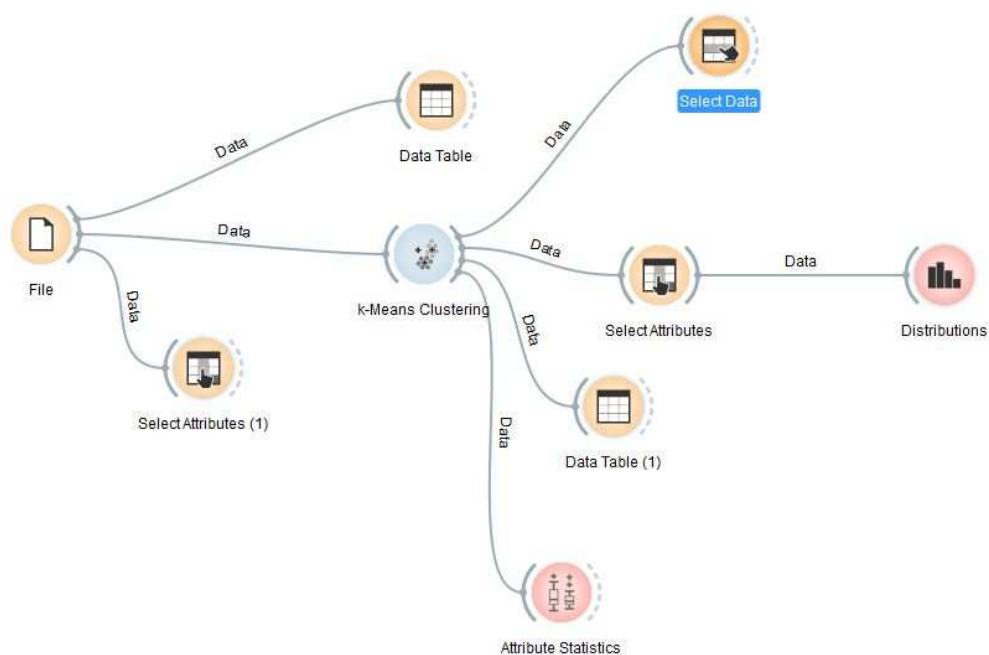 Select Data
Data
Data
Data Table
Data
Data
Data
File
k-Means Clustering
Select Attributes
Distributions
Data
Data
Select Attributes (1)
Data
Data Table (1)
Attribute Statistics